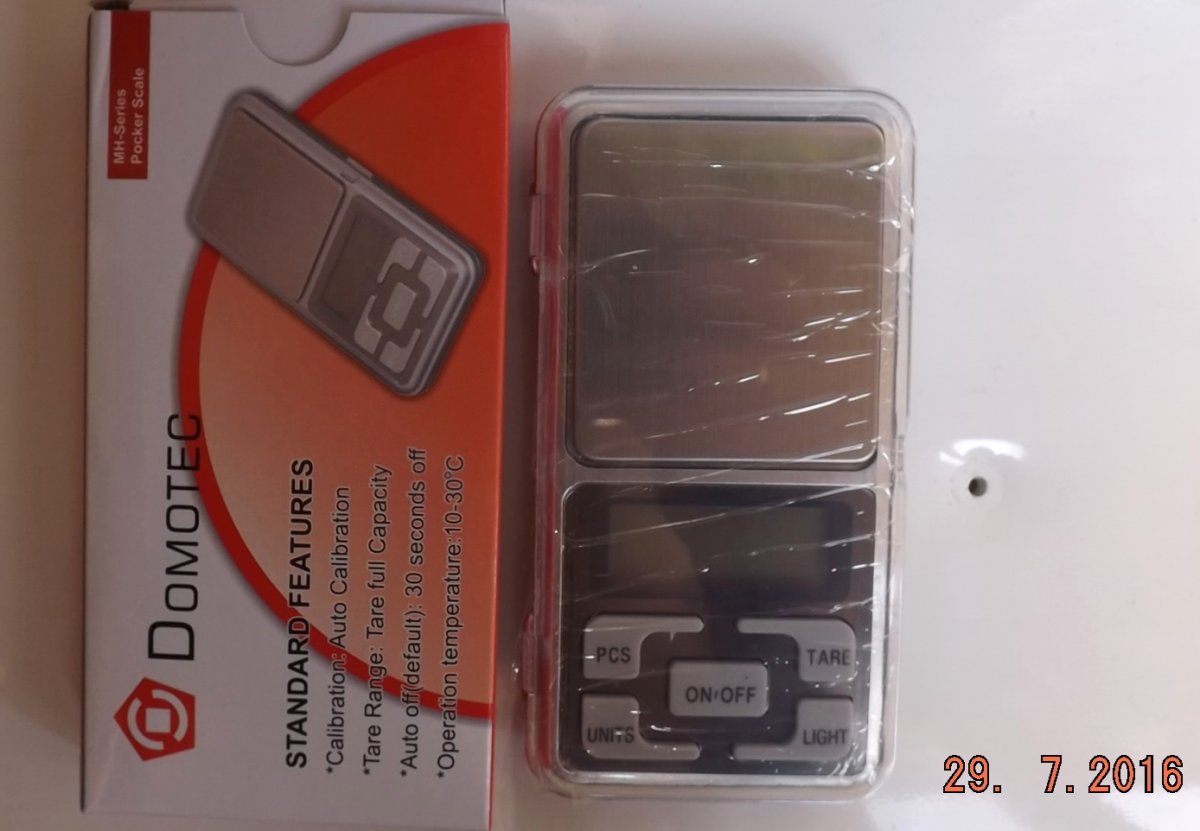 MH-Series
Pocker Scale
DOMOTEC
STANDARD FEATURES
*Calibration: Auto Calibration
*Tare Range: Tare full Capacity
*Auto off(default): 30 seconds off
*Operation temperature:10-30°C
PCS
TARE
ON/OFF
UNITS
LIGHT
29. 7.2016